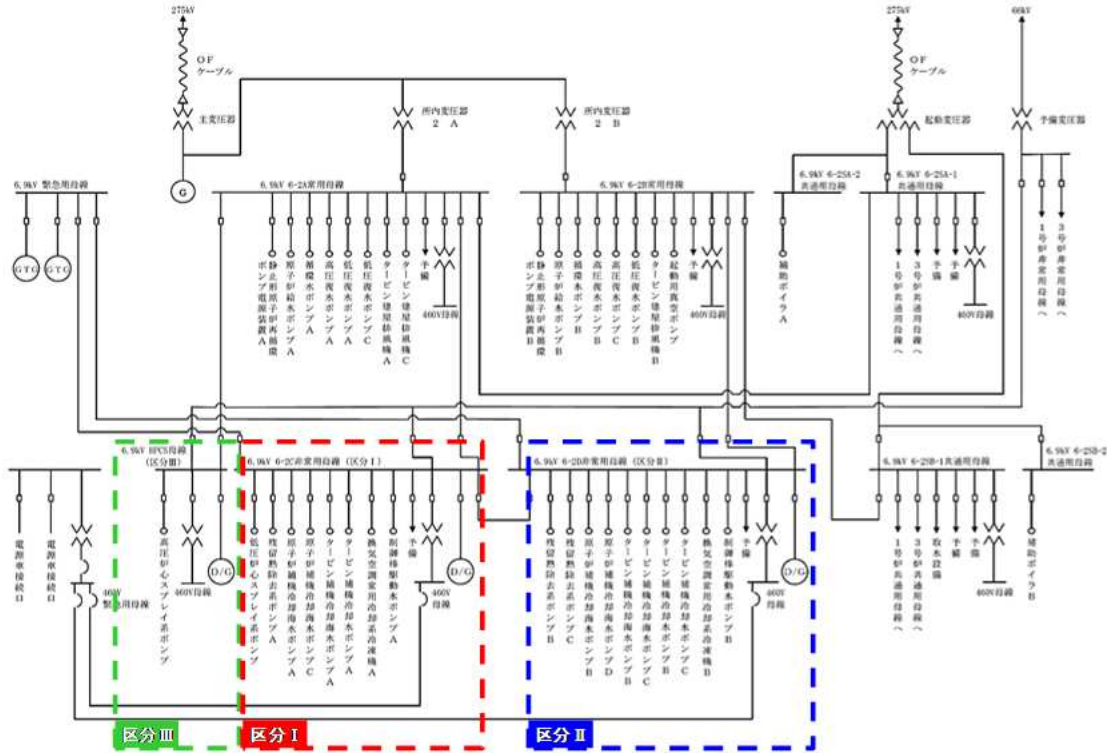 275kV
275kV
66kV
OF
ケーブル
OF
ケーブル
主変圧器
所内変圧器
2 A
所内変圧器
2 B
起動変圧器
予備変圧器
G
6.9kV 緊急用母線
6.9kV 6-2A常用母線
6.9kV 6-2B常用母線
6.9kV 6-2SA-2
共通用母線
6.9kV 6-2SA-1
共通用母線
GTG
GTG
静止形原子炉再循環
ポンプ電源装置A
原子炉給水ポンプA
循環水ポンプA
高圧復水ポンプA
低圧復水ポンプA
低圧復水ポンプC
タービン建屋排風機A
タービン建屋排風機C
予備
460V母線
静止形原子炉再循環
ポンプ電源装置B
原子炉給水ポンプB
循環水ポンプB
高圧復水ポンプB
高圧復水ポンプC
低圧復水ポンプB
タービン建屋排風機B
起動用真空ポンプ
予備
460V母線
補助ボイラA
1号炉共通用母線へ
3号炉共通用母線へ
予備
予備
460V母線
1号炉非常用母線へ
3号炉非常用母線へ
6.9kV HPCS母線
(区分Ⅲ)
6.9kV 6-2C非常用母線(区分Ⅰ)
6.9kV 6-2D非常用母線(区分Ⅱ)
6.9kV 6-2SB-1共通用母線
6.9kV 6-2SB-2
共通用母線
電源車接続口
電源車接続口
460V
緊急用母線
高圧炉心スプレイ系ポンプ
460V母線
D/G
低圧炉心スプレイ系ポンプ
残留熱除去系ポンプA
原子炉補機冷却海水ポンプA
原子炉補機冷却海水ポンプC
タービン補機冷却海水ポンプA
タービン補機冷却水ポンプA
換気空調常用冷却系冷凍機A
制御棒駆動水ポンプA
予備
460V
母線
D/G
残留熱除去系ポンプB
残留熱除去系ポンプC
原子炉補機冷却海水ポンプB
原子炉補機冷却海水ポンプD
タービン補機冷却海水ポンプB
タービン補機冷却海水ポンプC
タービン補機冷却水ポンプB
タービン補機冷却水ポンプC
換気空調常用冷却系冷凍機B
制御棒駆動水ポンプB
予備
460V
母線
D/G
1号炉共通用母線へ
3号炉共通用母線へ
取水設備
予備
予備
460V母線
補助ボイラB
区分Ⅲ
区分Ⅰ
区分Ⅱ